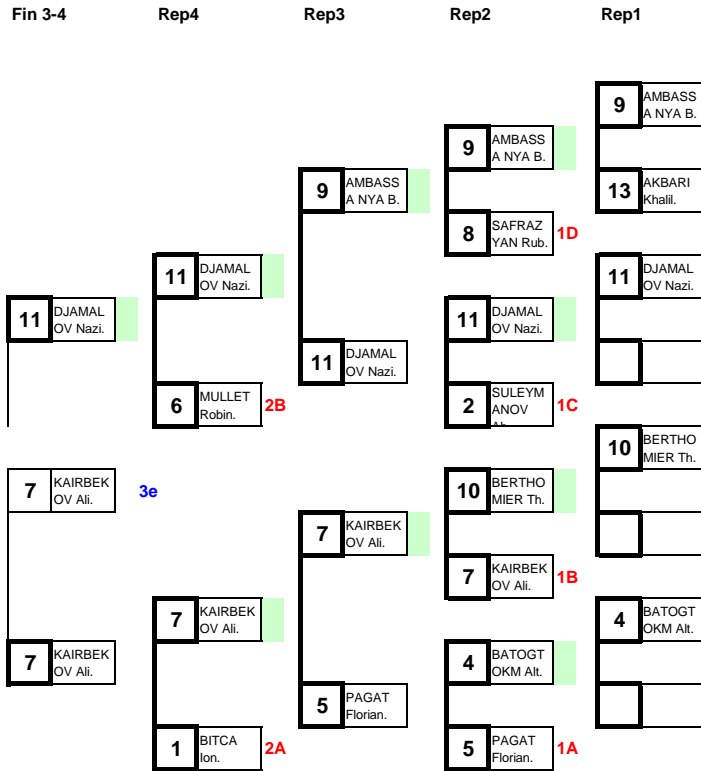 Fin 3-4 Rep4 Rep3 Rep2 Rep1
9 AMBASS
A NYA B.
9 AMBASS
A NYA B.
9 AMBASS
A NYA B.
13 AKBARI
Khalil.
8 SAFRAZ
YAN Rub. 1D
11 DJAMAL
OV Nazi.
11 DJAMAL
OV Nazi.
11 DJAMAL
OV Nazi.
11 DJAMAL
OV Nazi.
11 DJAMAL
OV Nazi.
6 MULLET
Robin. 2B
2 SULEYM
ANOV 1C
10 BERTHO
MIER Th.
7 KAIRBEK
OV Ali. 3e
10 BERTHO
MIER Th.
7 KAIRBEK
OV Ali.
7 KAIRBEK
OV Ali. 1B
7 KAIRBEK
OV Ali.
4 BATOGT
OKM Alt.
7 KAIRBEK
OV Ali.
4 BATOGT
OKM Alt.
5 PAGAT
Florian.
1 BITCA
Ion. 2A
5 PAGAT
Florian. 1A